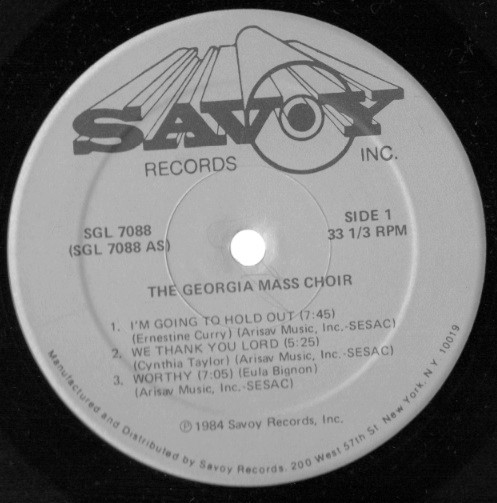 SAVOY
RECORDS INC.
SGL 7088
(SGL 7088 AS)
SIDE 1
33 1/3 RPM
THE GEORGIA MASS CHOIR
1. I'M GOING TO HOLD OUT (7:45)
(Ernestine Curry) (Arisav Music, Inc.-SESAC)
2. WE THANK YOU LORD (5:25)
(Cynthia Taylor) (Arisav Music, Inc.-SESAC)
3. WORTHY (7:05) (Eula Bignon)
(Arisav Music, Inc.-SESAC)
Ⓟ 1984 Savoy Records, Inc.
Manufactured and Distributed by Savoy Records. 200 West 57th St New York, N.Y. 10019